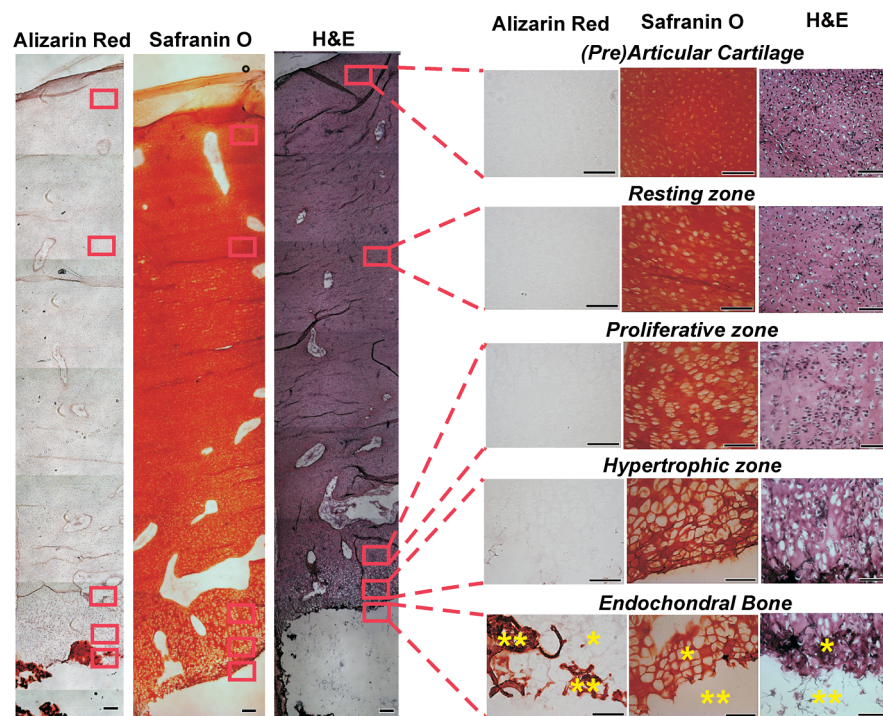 Alizarin Red Safranin O H&E
Alizarin Red Safranin O H&E
(Pre)Articular Cartilage
Resting zone
Proliferative zone
Hypertrophic zone
Endochondral Bone
** * ** * ** * **